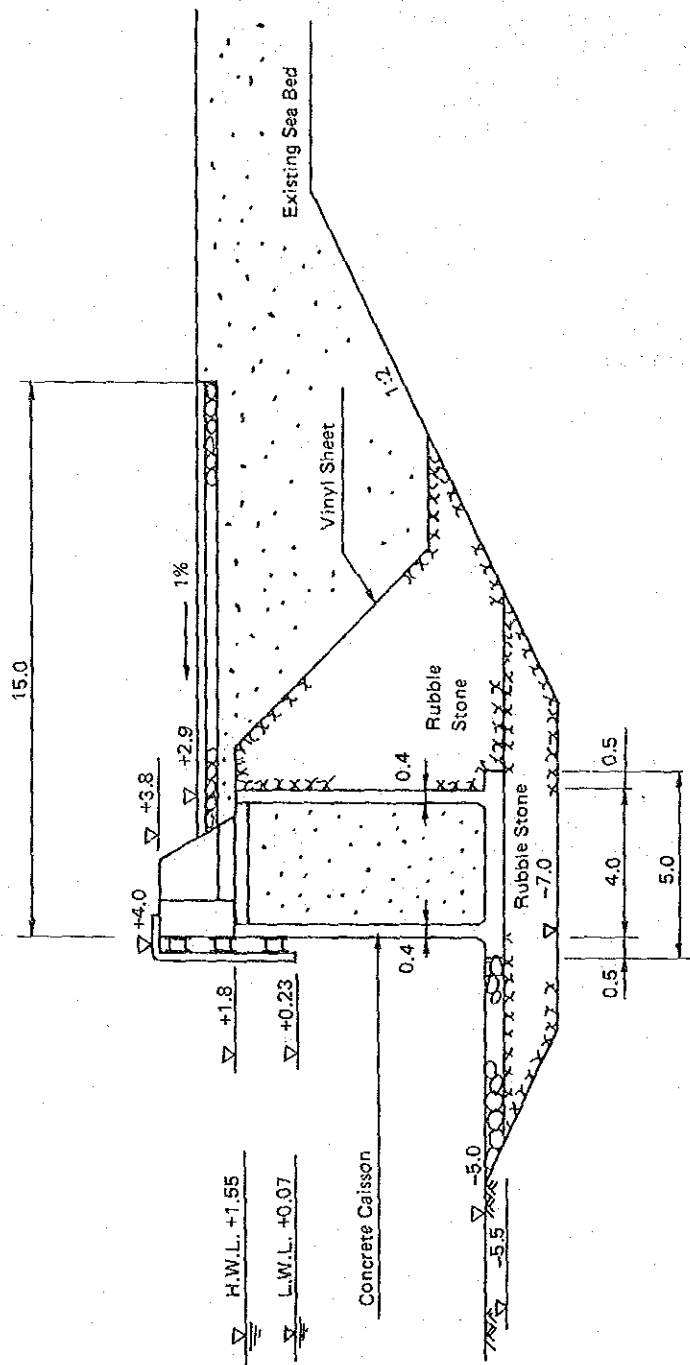 15.0
1%
+2.9
+3.8
+4.0
+1.8
+0.23
H.W.L. +1.55
L.W.L. +0.07
Existing Sea Bed
1:2
Vinyl Sheet
Rubble
Stone
0.4
0.4
Concrete Caisson
Rubble Stone
-7.0
-5.0
-5.5
0.5
4.0
0.5
5.0